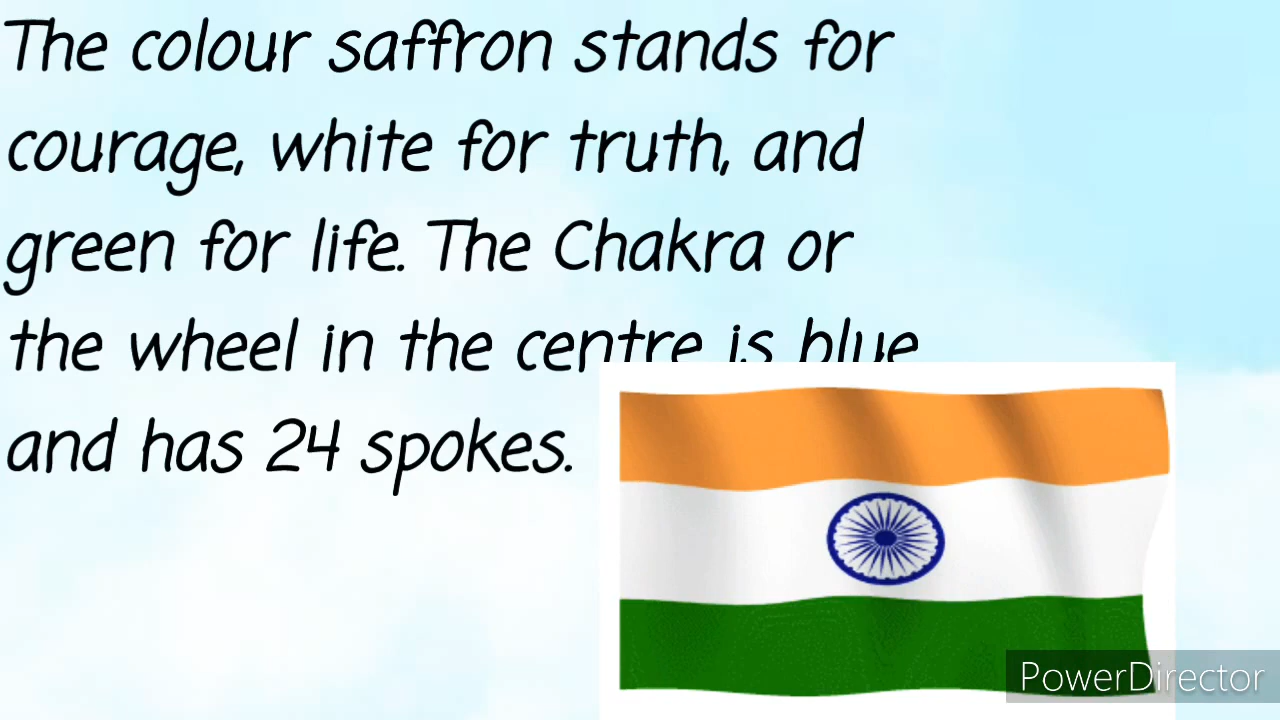 The colour saffron stands for
courage, white for truth, and
green for life. The Chakra or
the wheel in the centre is blue
and has 24 spokes.
PowerDirector